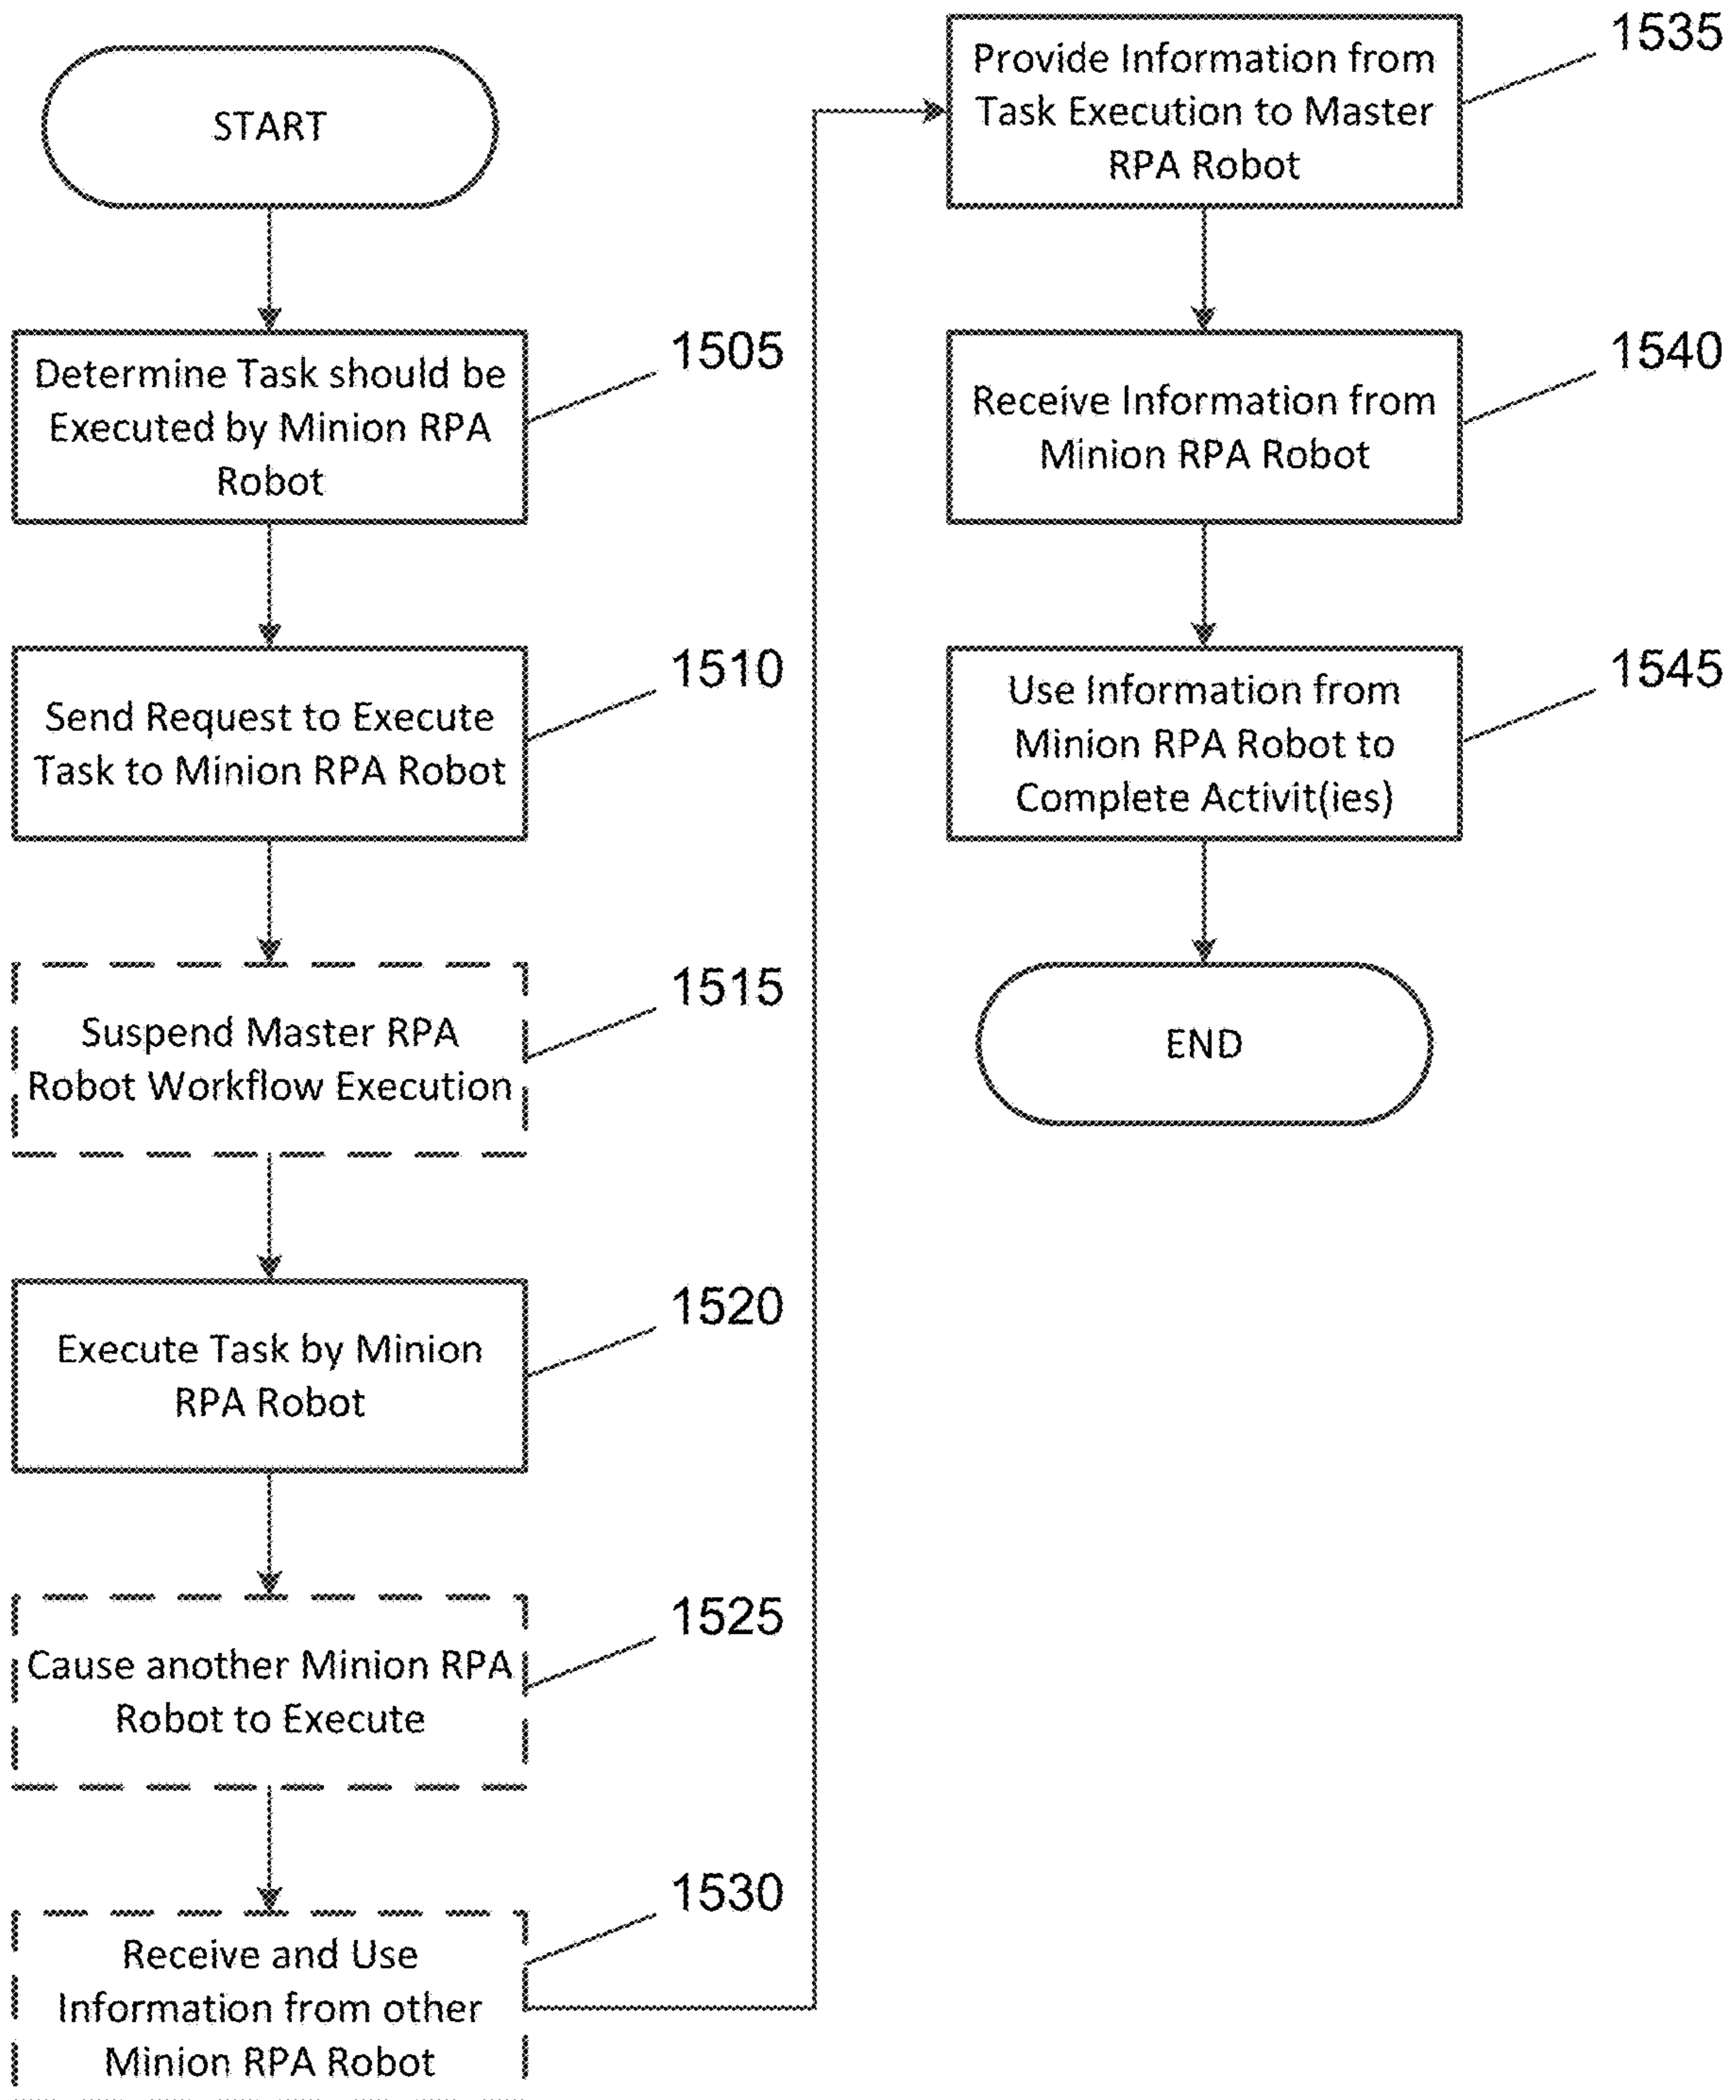 START
Determine Task should be
Executed by Minion RPA
Robot
1505
Send Request to Execute
Task to Minion RPA Robot
1510
Suspend Master RPA
Robot Workflow Execution
1515
Execute Task by Minion
RPA Robot
1520
Cause another Minion RPA
Robot to Execute
1525
Receive and Use
Information from other
Minion RPA Robot
1530
Provide Information from
Task Execution to Master
RPA Robot
1535
Receive Information from
Minion RPA Robot
1540
Use Information from
Minion RPA Robot to
Complete Activit(ies)
1545
END